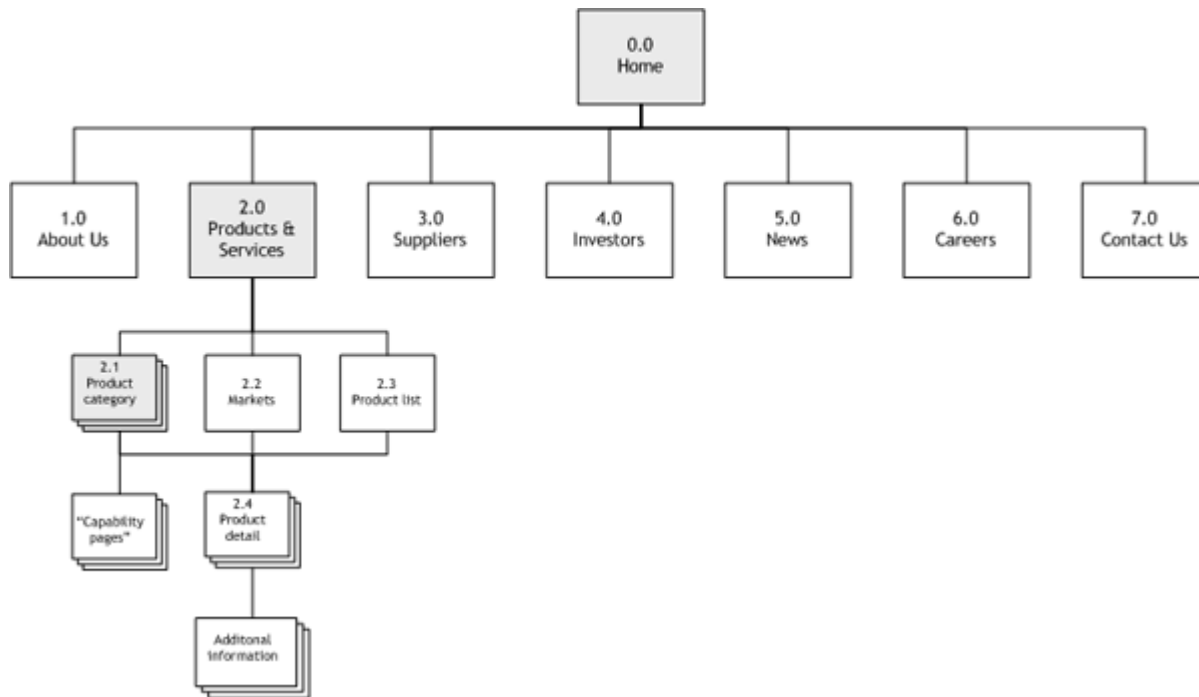 0.0
Home
1.0
About Us
2.0
Products &
Services
3.0
Suppliers
4.0
Investors
5.0
News
6.0
Careers
7.0
Contact Us
2.1
Product
category
2.2
Markets
2.3
Product list
"Capability
pages"
2.4
Product
detail
Additonal
information